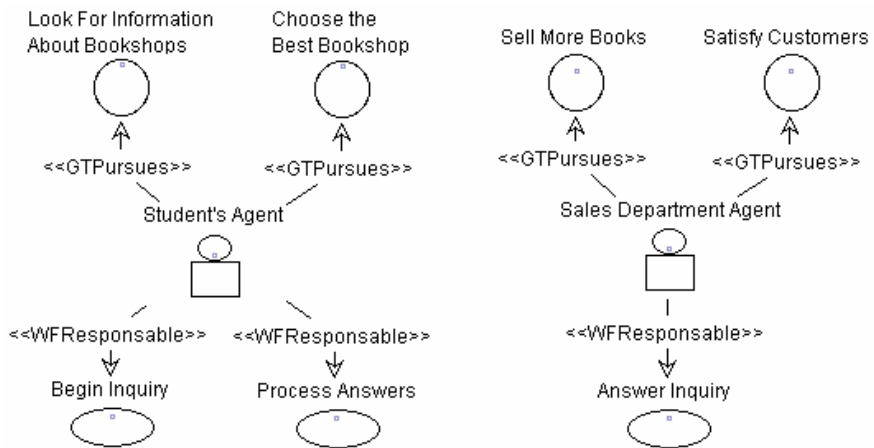 Look For Information
About Bookshops
Choose the
Best Bookshop
<<GTPursues>>
<<GTPursues>>
Student's Agent
<<WFResponsable>>
<<WFResponsable>>
Begin Inquiry
Process Answers
Sell More Books
Satisfy Customers
<<GTPursues>>
<<GTPursues>>
Sales Department Agent
<<WFResponsable>>
Answer Inquiry